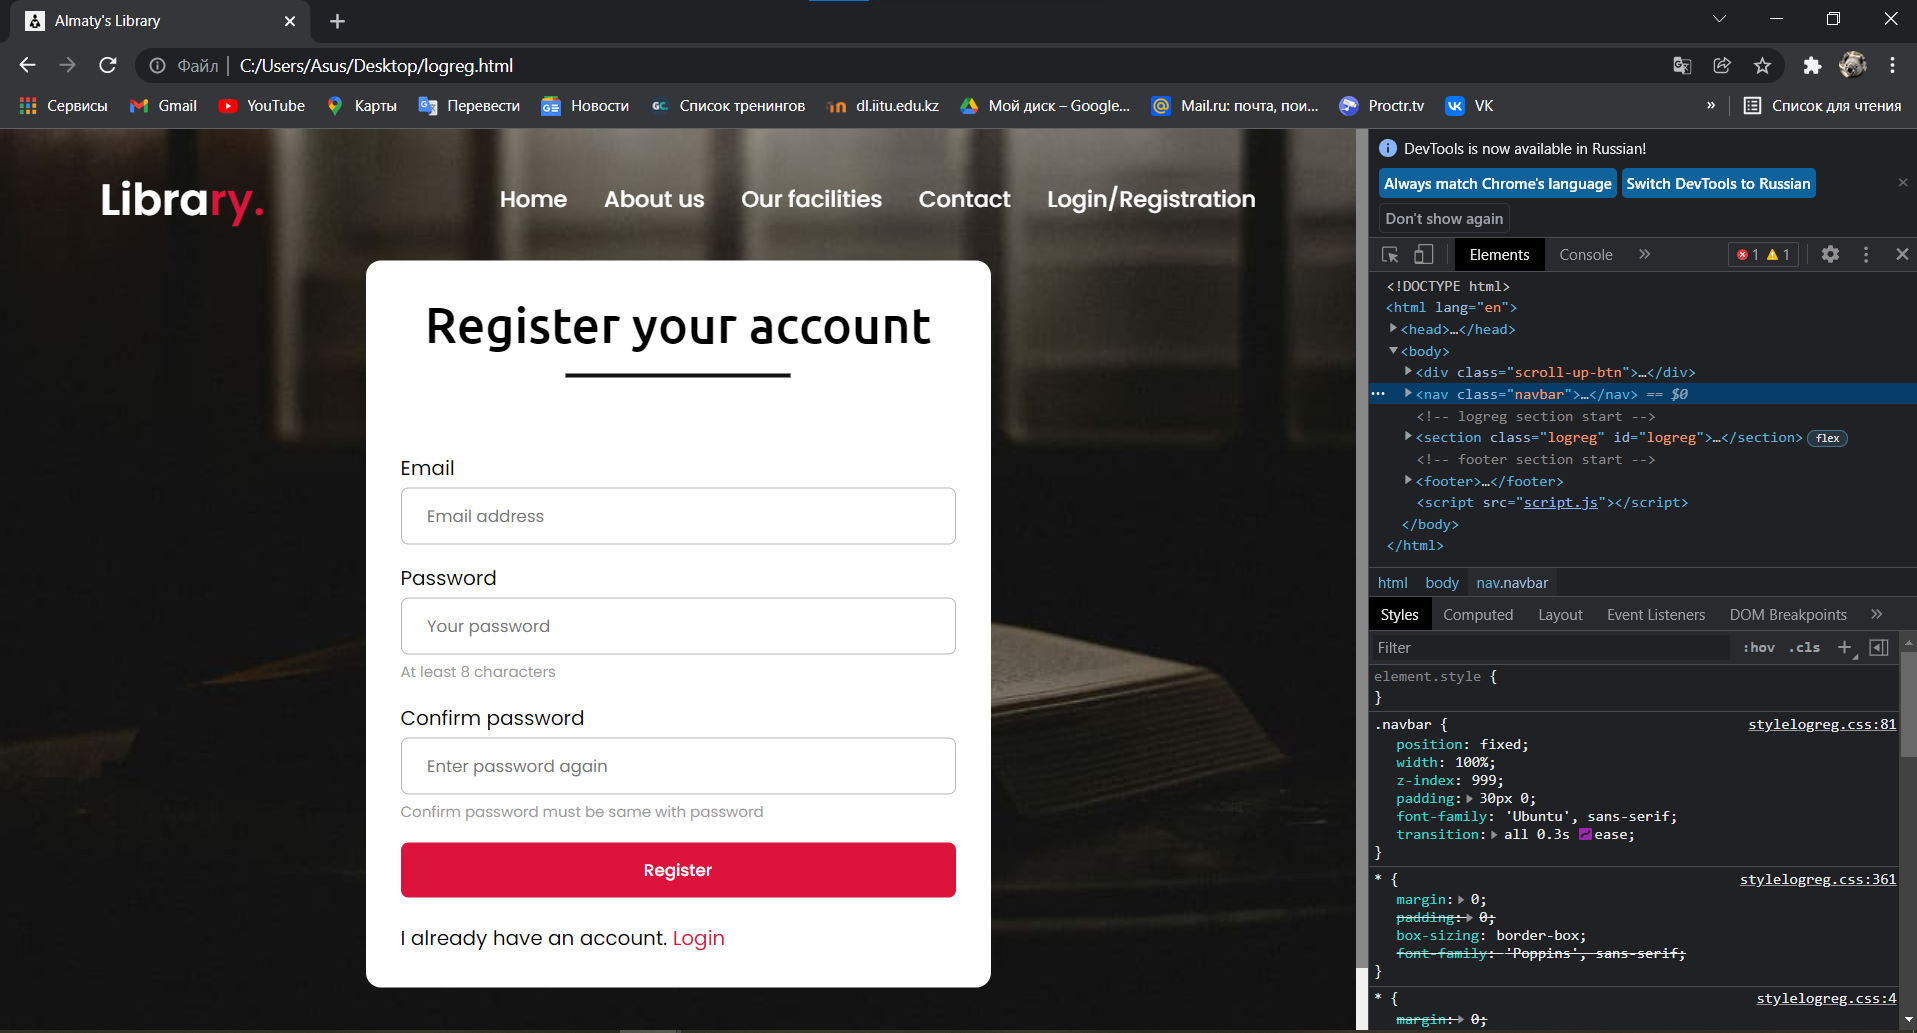 Almaty's Library
Файл
C:/Users/Asus/Desktop/logreg.html
Сервисы
Gmail
YouTube
Карты
Перевести
Новости
Список тренингов
dl.iitu.edu.kz
Мой диск – Google...
Mail.ru: почта, пои...
Proctr.tv
VK
»
Список для чтения
Library.
Home
About us
Our facilities
Contact
Login/Registration
Register your account
Email
Email address
Password
Your password
At least 8 characters
Confirm password
Enter password again
Confirm password must be same with password
Register
I already have an account. Login
DevTools is now available in Russian!
Always match Chrome's language
Switch DevTools to Russian
Don't show again
Elements
Console
»
1
1
<!DOCTYPE html>
<html lang="en">
<head>…</head>
<body>
<div class="scroll-up-btn">…</div>
<nav class="navbar">…</nav> == $0
<!-- logreg section start -->
<section class="logreg" id="logreg">…</section> flex
<!-- footer section start -->
<footer>…</footer>
<script src="script.js"></script>
</body>
</html>
html
body
nav.navbar
Styles
Computed
Layout
Event Listeners
DOM Breakpoints
»
Filter
:hov
.cls
+
element.style {
}
.navbar {
stylelogreg.css:81
position: fixed;
width: 100%;
z-index: 999;
padding: 30px 0;
font-family: 'Ubuntu', sans-serif;
transition: all 0.3s ease;
}
* {
stylelogreg.css:361
margin: 0;
padding: 0;
box-sizing: border-box;
font-family: 'Poppins', sans-serif;
}
* {
stylelogreg.css:4
margin: 0;